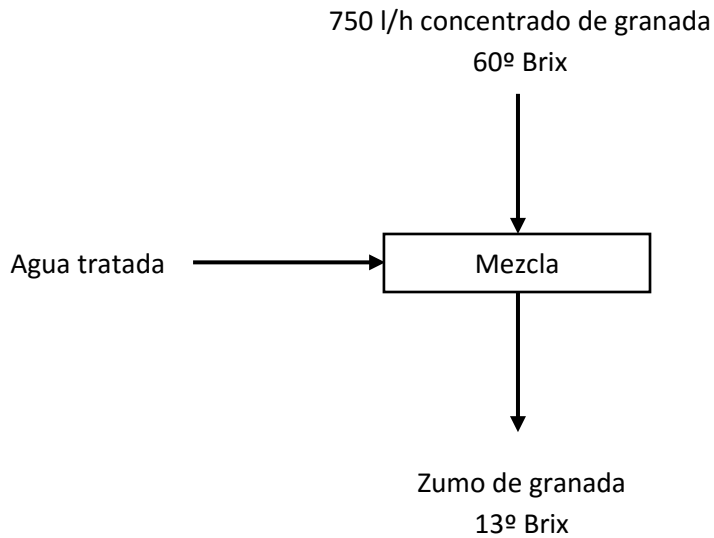 750 l/h concentrado de granada
60º Brix
Agua tratada
Mezcla
Zumo de granada
13º Brix